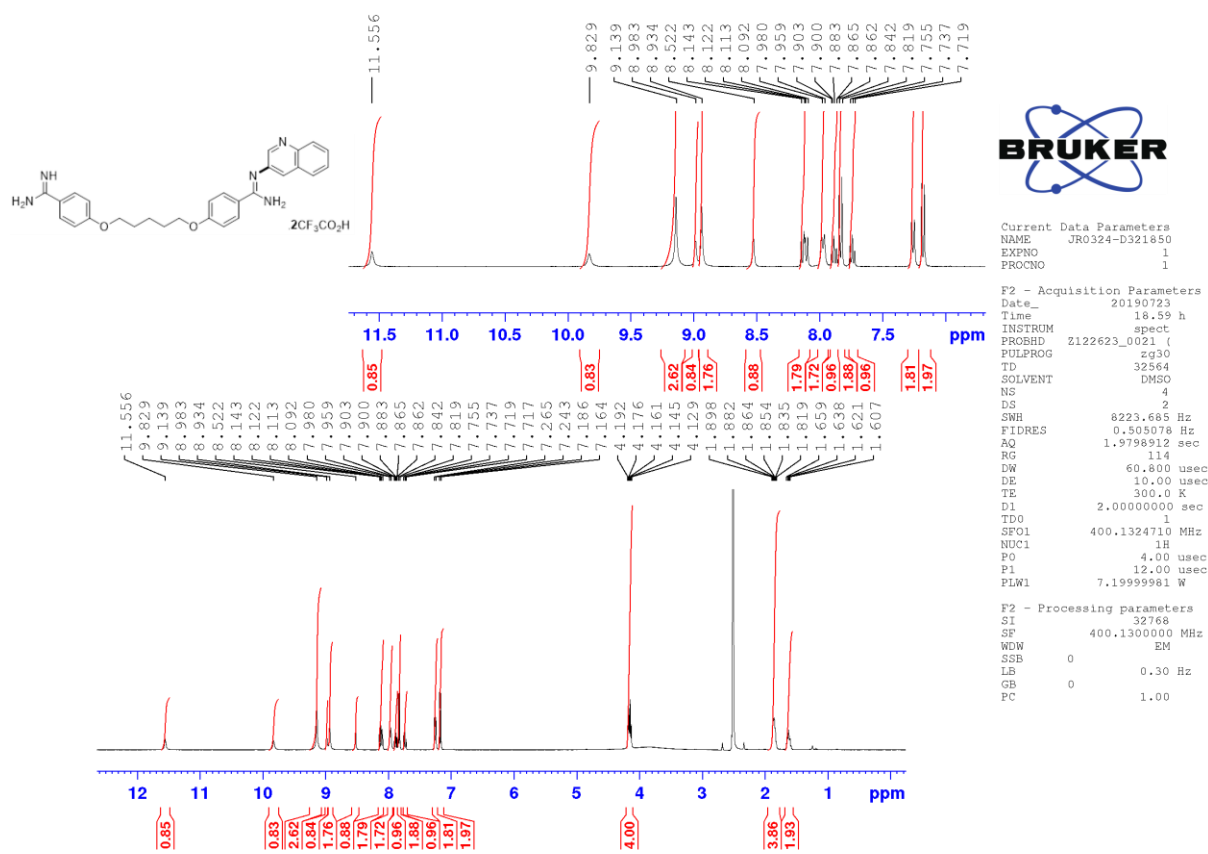 11.556
9.829
9.139
8.983
8.934
8.522
8.143
8.122
8.113
8.092
7.980
7.959
7.903
7.900
7.883
7.865
7.862
7.842
7.819
7.755
7.737
7.719
N
N
NH
H₂N
NH₂
O
O
.2CF₃CO₂H
BRUKER
11.5 11.0 10.5 10.0 9.5 9.0 8.5 8.0 7.5 ppm
0.85
0.83
2.62
0.84
1.76
0.88
1.79
1.72
0.96
1.88
0.96
1.81
1.97
11.556
9.829
9.139
8.983
8.934
8.522
8.143
8.122
8.113
8.092
7.980
7.959
7.903
7.900
7.883
7.865
7.862
7.842
7.819
7.755
7.737
7.719
7.717
7.265
7.243
7.186
7.164
4.192
4.176
4.161
4.145
4.129
1.898
1.882
1.864
1.854
1.835
1.819
1.659
1.638
1.621
1.607
12 11 10 9 8 7 6 5 4 3 2 1 ppm
0.85
0.83
2.62
0.84
1.76
0.88
1.79
1.72
0.96
1.88
0.96
1.81
1.97
4.00
3.86
1.93
Current Data Parameters
NAME JR0324-D321850
EXPNO 1
PROCNO 1
F2 - Acquisition Parameters
Date_ 20190723
Time 18.59 h
INSTRUM spect
PROBHD Z122623_0021 (
PULPROG zg30
TD 32564
SOLVENT DMSO
NS 4
DS 2
SWH 8223.685 Hz
FIDRES 0.505078 Hz
AQ 1.9798912 sec
RG 114
DW 60.800 usec
DE 10.00 usec
TE 300.0 K
D1 2.00000000 sec
TD0 1
SFO1 400.1324710 MHz
NUC1 1H
P0 4.00 usec
P1 12.00 usec
PLW1 7.19999981 W
F2 - Processing parameters
SI 32768
SF 400.1300000 MHz
WDW EM
SSB 0
LB 0.30 Hz
GB 0
PC 1.00